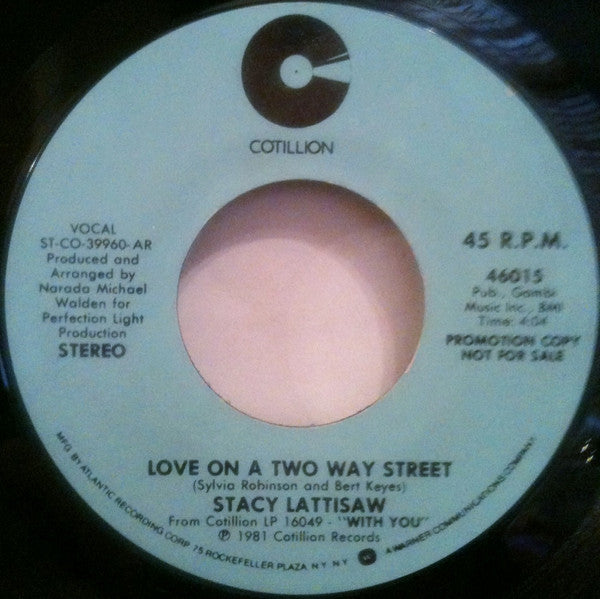 COTILLION
VOCAL
ST-CO-39960-AR
Produced and
Arranged by
Narada Michael
Walden for
Perfection Light
Production
STEREO
45 R.P.M.
46015
Pub., Gambi
Music Inc., BMI
Time: 4:04
PROMOTION COPY
NOT FOR SALE
LOVE ON A TWO WAY STREET
(Sylvia Robinson and Bert Keyes)
STACY LATTISAW
From Cotillion LP 16049 - "WITH YOU"
Ⓟ 1981 Cotillion Records
MFG BY ATLANTIC RECORDING CORP 75 ROCKEFELLER PLAZA NY NY A WARNER COMMUNICATIONS COMPANY